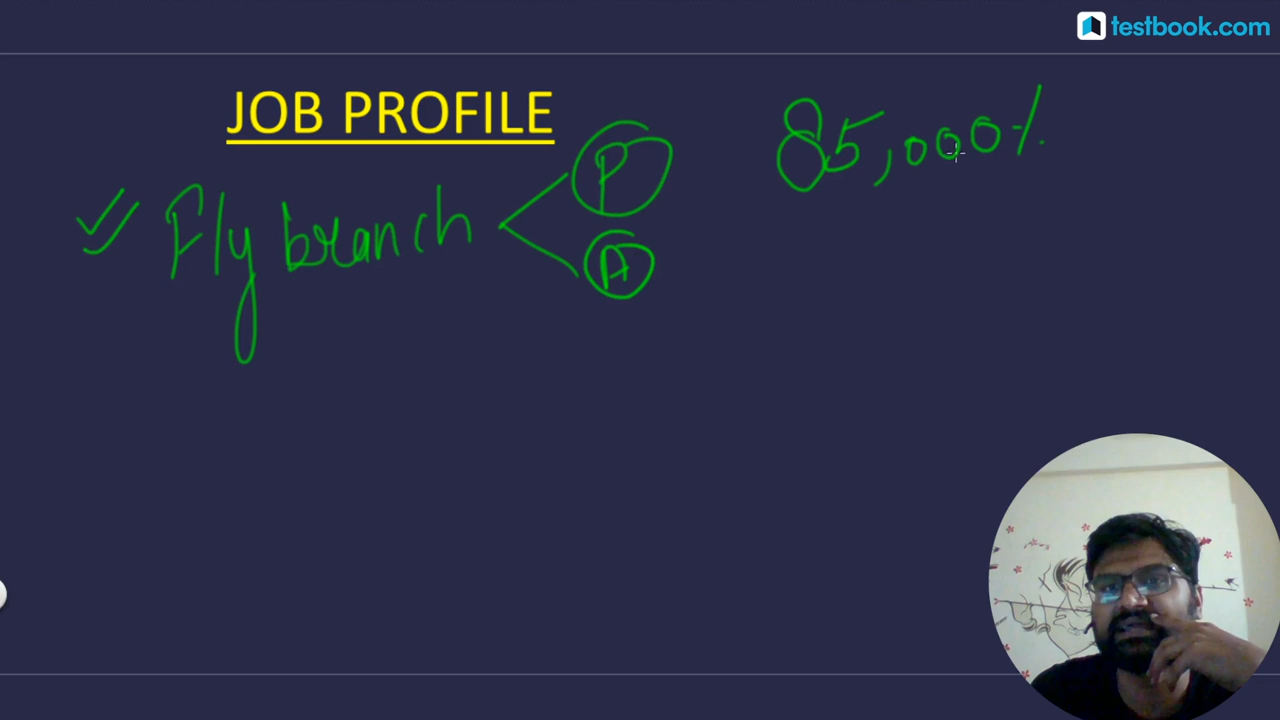 testbook.com
JOB PROFILE
85,000/.
Fly branch
P
A